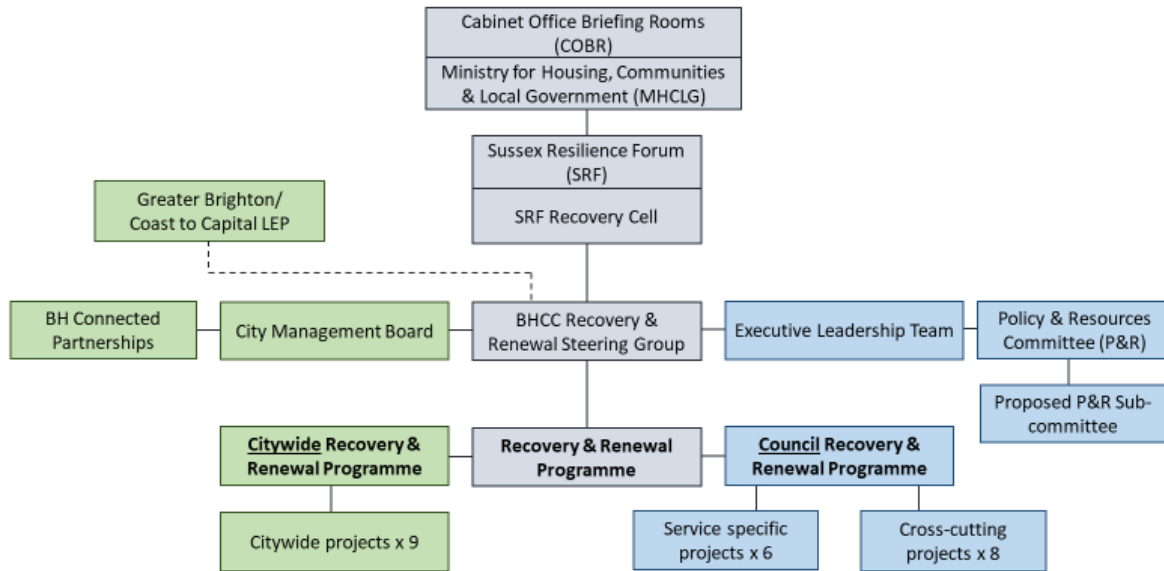 Cabinet Office Briefing Rooms
(COBR)
Ministry for Housing, Communities
& Local Government (MHCLG)
Sussex Resilience Forum
(SRF)
SRF Recovery Cell
Greater Brighton/
Coast to Capital LEP
BH Connected
Partnerships
City Management Board
BHCC Recovery &
Renewal Steering Group
Executive Leadership Team
Policy & Resources
Committee (P&R)
Proposed P&R Sub-
committee
Citywide Recovery &
Renewal Programme
Recovery & Renewal
Programme
Council Recovery &
Renewal Programme
Citywide projects x 9
Service specific
projects x 6
Cross-cutting
projects x 8